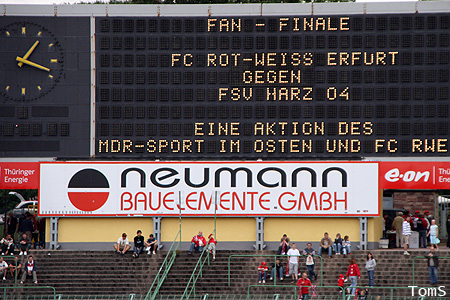 FAN - FINALE
FC ROT-WEISS ERFURT
GEGEN
FSV HARZ 04
EINE AKTION DES
MDR-SPORT IM OSTEN UND FC RWE
Thüringer
Energie
neumann
BAUELEMENTE.GMBH
e·on
TomS